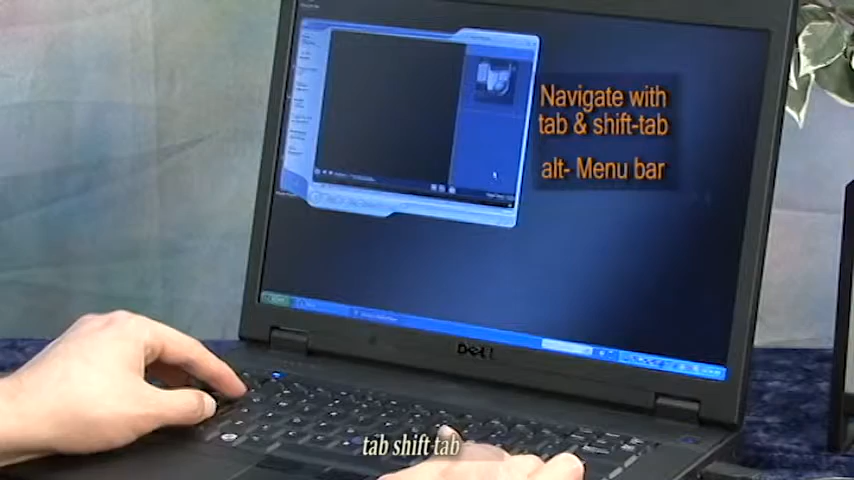 Navigate with
tab & shift-tab
alt- Menu bar
DELL
tab shift tab